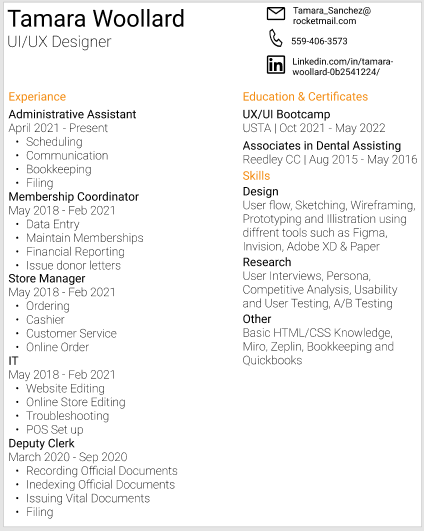 Tamara Woollard
UI/UX Designer
Tamara_Sanchez@
rocketmail.com
559-406-3573
Linkedin.com/in/tamara-
woollard-0b2541224/
Experiance
Administrative Assistant
April 2021 - Present
• Scheduling
• Communication
• Bookkeeping
• Filing
Membership Coordinator
May 2018 - Feb 2021
• Data Entry
• Maintain Memberships
• Financial Reporting
• Issue donor letters
Store Manager
May 2018 - Feb 2021
• Ordering
• Cashier
• Customer Service
• Online Order
IT
May 2018 - Feb 2021
• Website Editing
• Online Store Editing
• Troubleshooting
• POS Set up
Deputy Clerk
March 2020 - Sep 2020
• Recording Official Documents
• Inedexing Official Documents
• Issuing Vital Documents
• Filing
Education & Certificates
UX/UI Bootcamp
USTA | Oct 2021 - May 2022
Associates in Dental Assisting
Reedley CC | Aug 2015 - May 2016
Skills
Design
User flow, Sketching, Wireframing,
Prototyping and Illistration using
diffrent tools such as Figma,
Invision, Adobe XD & Paper
Research
User Interviews, Persona,
Competitive Analysis, Usability
and User Testing, A/B Testing
Other
Basic HTML/CSS Knowledge,
Miro, Zeplin, Bookkeeping and
Quickbooks